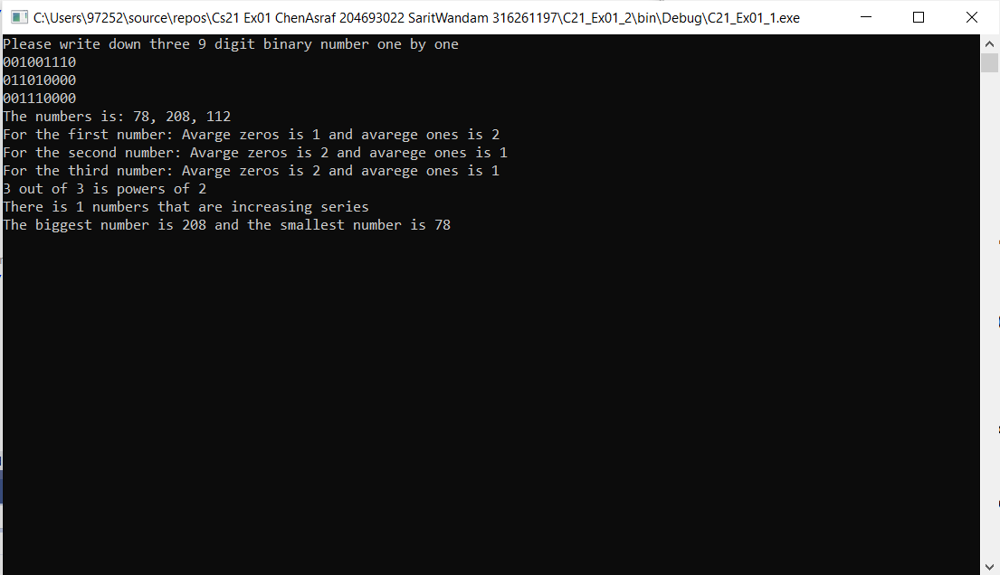 C:\Users\97252\source\repos\Cs21 Ex01 ChenAsraf 204693022 SaritWandam 316261197\C21_Ex01_2\bin\Debug\C21_Ex01_1.exe
Please write down three 9 digit binary number one by one
001001110
011010000
001110000
The numbers is: 78, 208, 112
For the first number: Avarge zeros is 1 and avarege ones is 2
For the second number: Avarge zeros is 2 and avarege ones is 1
For the third number: Avarge zeros is 2 and avarege ones is 1
3 out of 3 is powers of 2
There is 1 numbers that are increasing series
The biggest number is 208 and the smallest number is 78